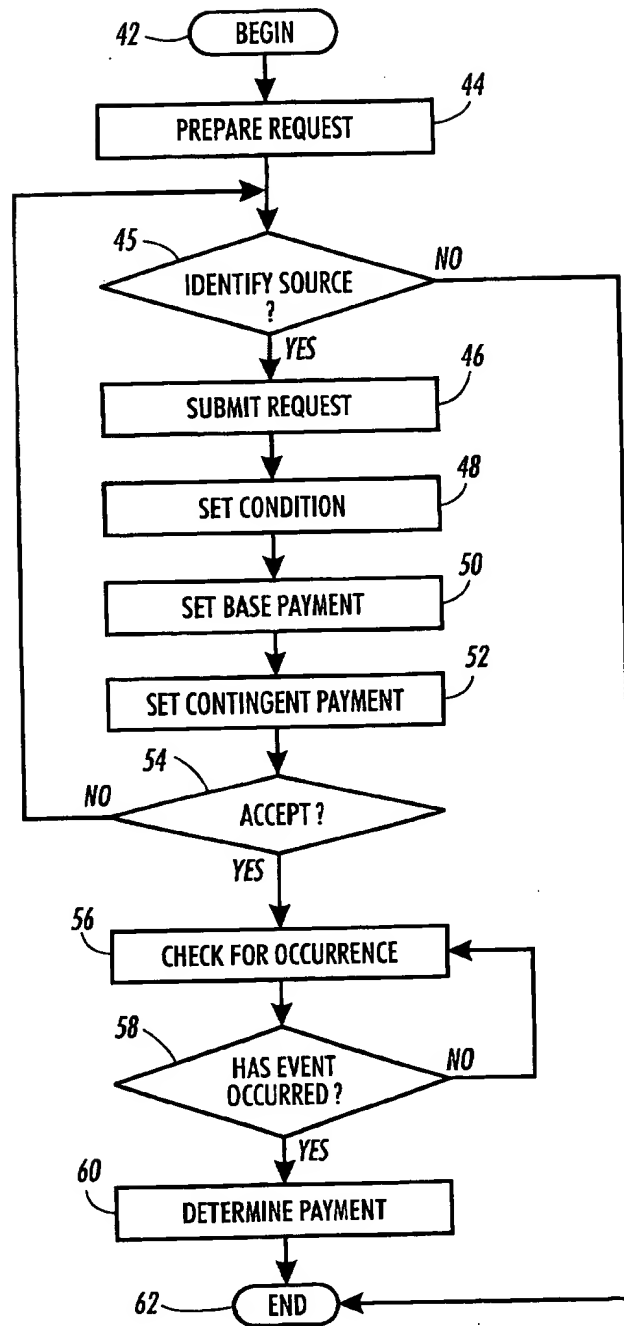 42 BEGIN
44
PREPARE REQUEST
45 NO
IDENTIFY SOURCE
?
YES
46
SUBMIT REQUEST
48
SET CONDITION
50
SET BASE PAYMENT
52
SET CONTINGENT PAYMENT
54
NO
ACCEPT ?
YES
56
CHECK FOR OCCURRENCE
58
HAS EVENT NO
OCCURRED ?
YES
60
DETERMINE PAYMENT
62 END